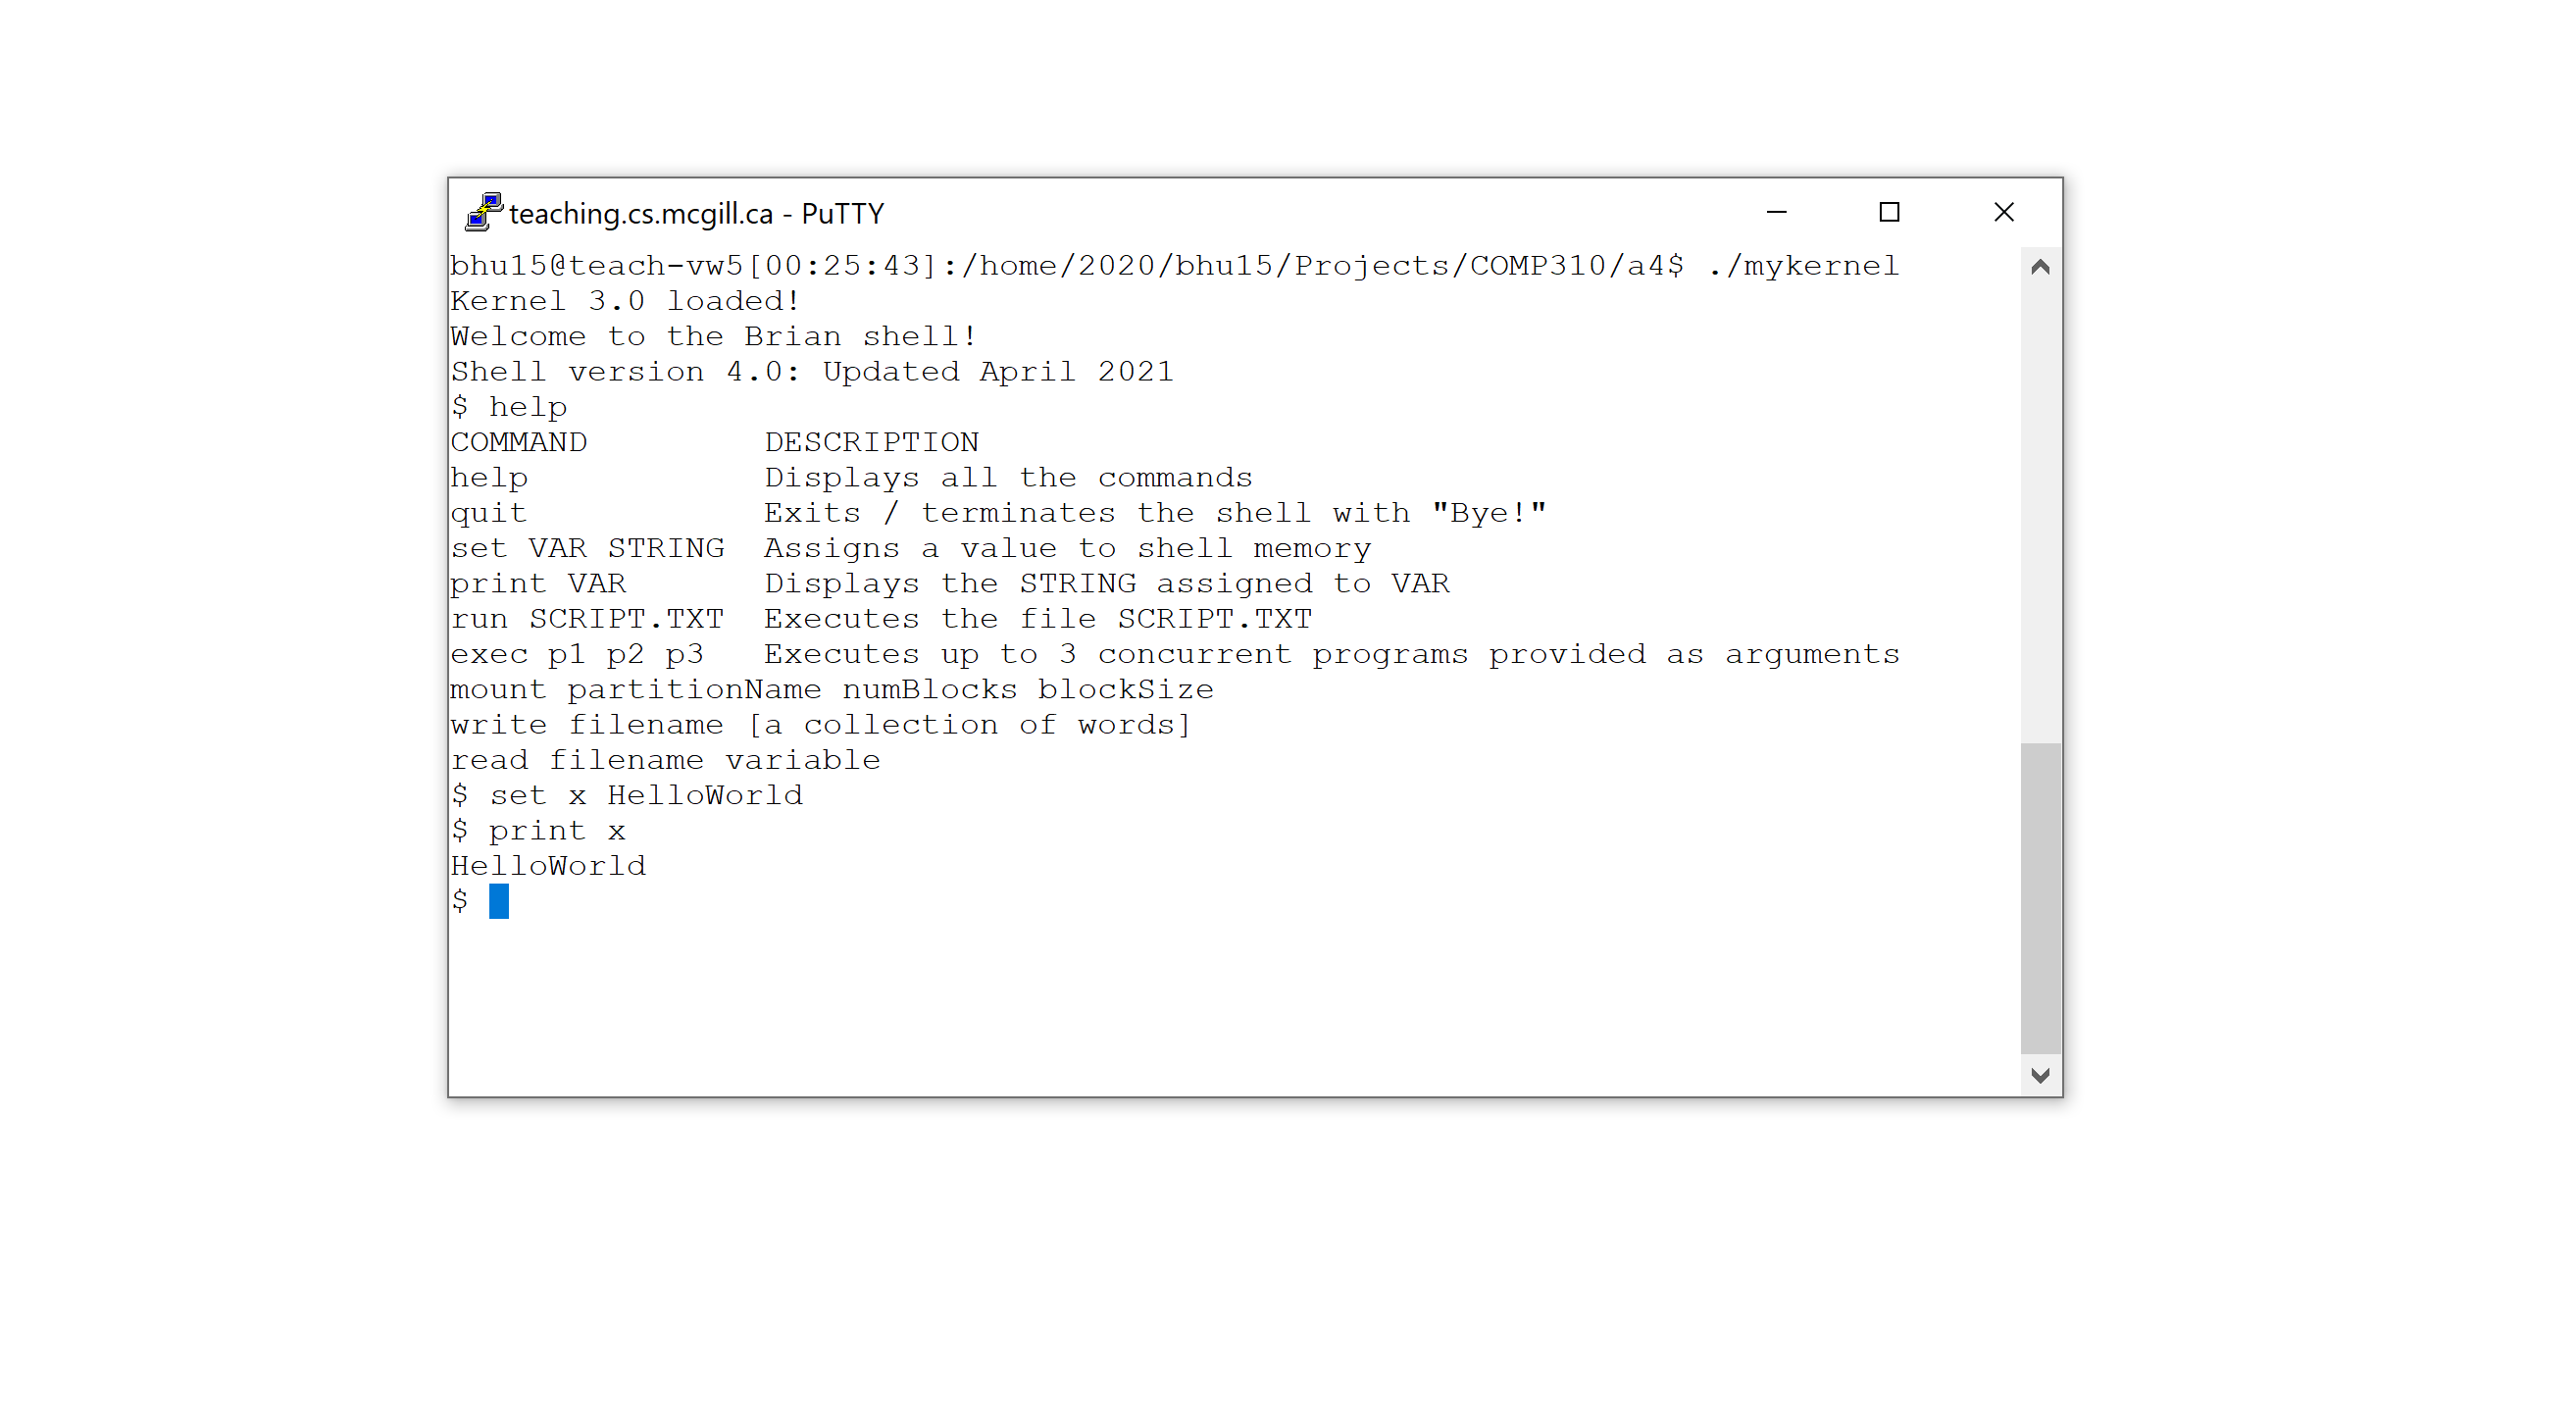 teaching.cs.mcgill.ca - PuTTY
bhu15@teach-vw5[00:25:43]:/home/2020/bhu15/Projects/COMP310/a4$ ./mykernel
Kernel 3.0 loaded!
Welcome to the Brian shell!
Shell version 4.0: Updated April 2021
$ help
COMMAND         DESCRIPTION
help            Displays all the commands
quit            Exits / terminates the shell with "Bye!"
set VAR STRING  Assigns a value to shell memory
print VAR       Displays the STRING assigned to VAR
run SCRIPT.TXT  Executes the file SCRIPT.TXT
exec p1 p2 p3   Executes up to 3 concurrent programs provided as arguments
mount partitionName numBlocks blockSize
write filename [a collection of words]
read filename variable
$ set x HelloWorld
$ print x
HelloWorld
$